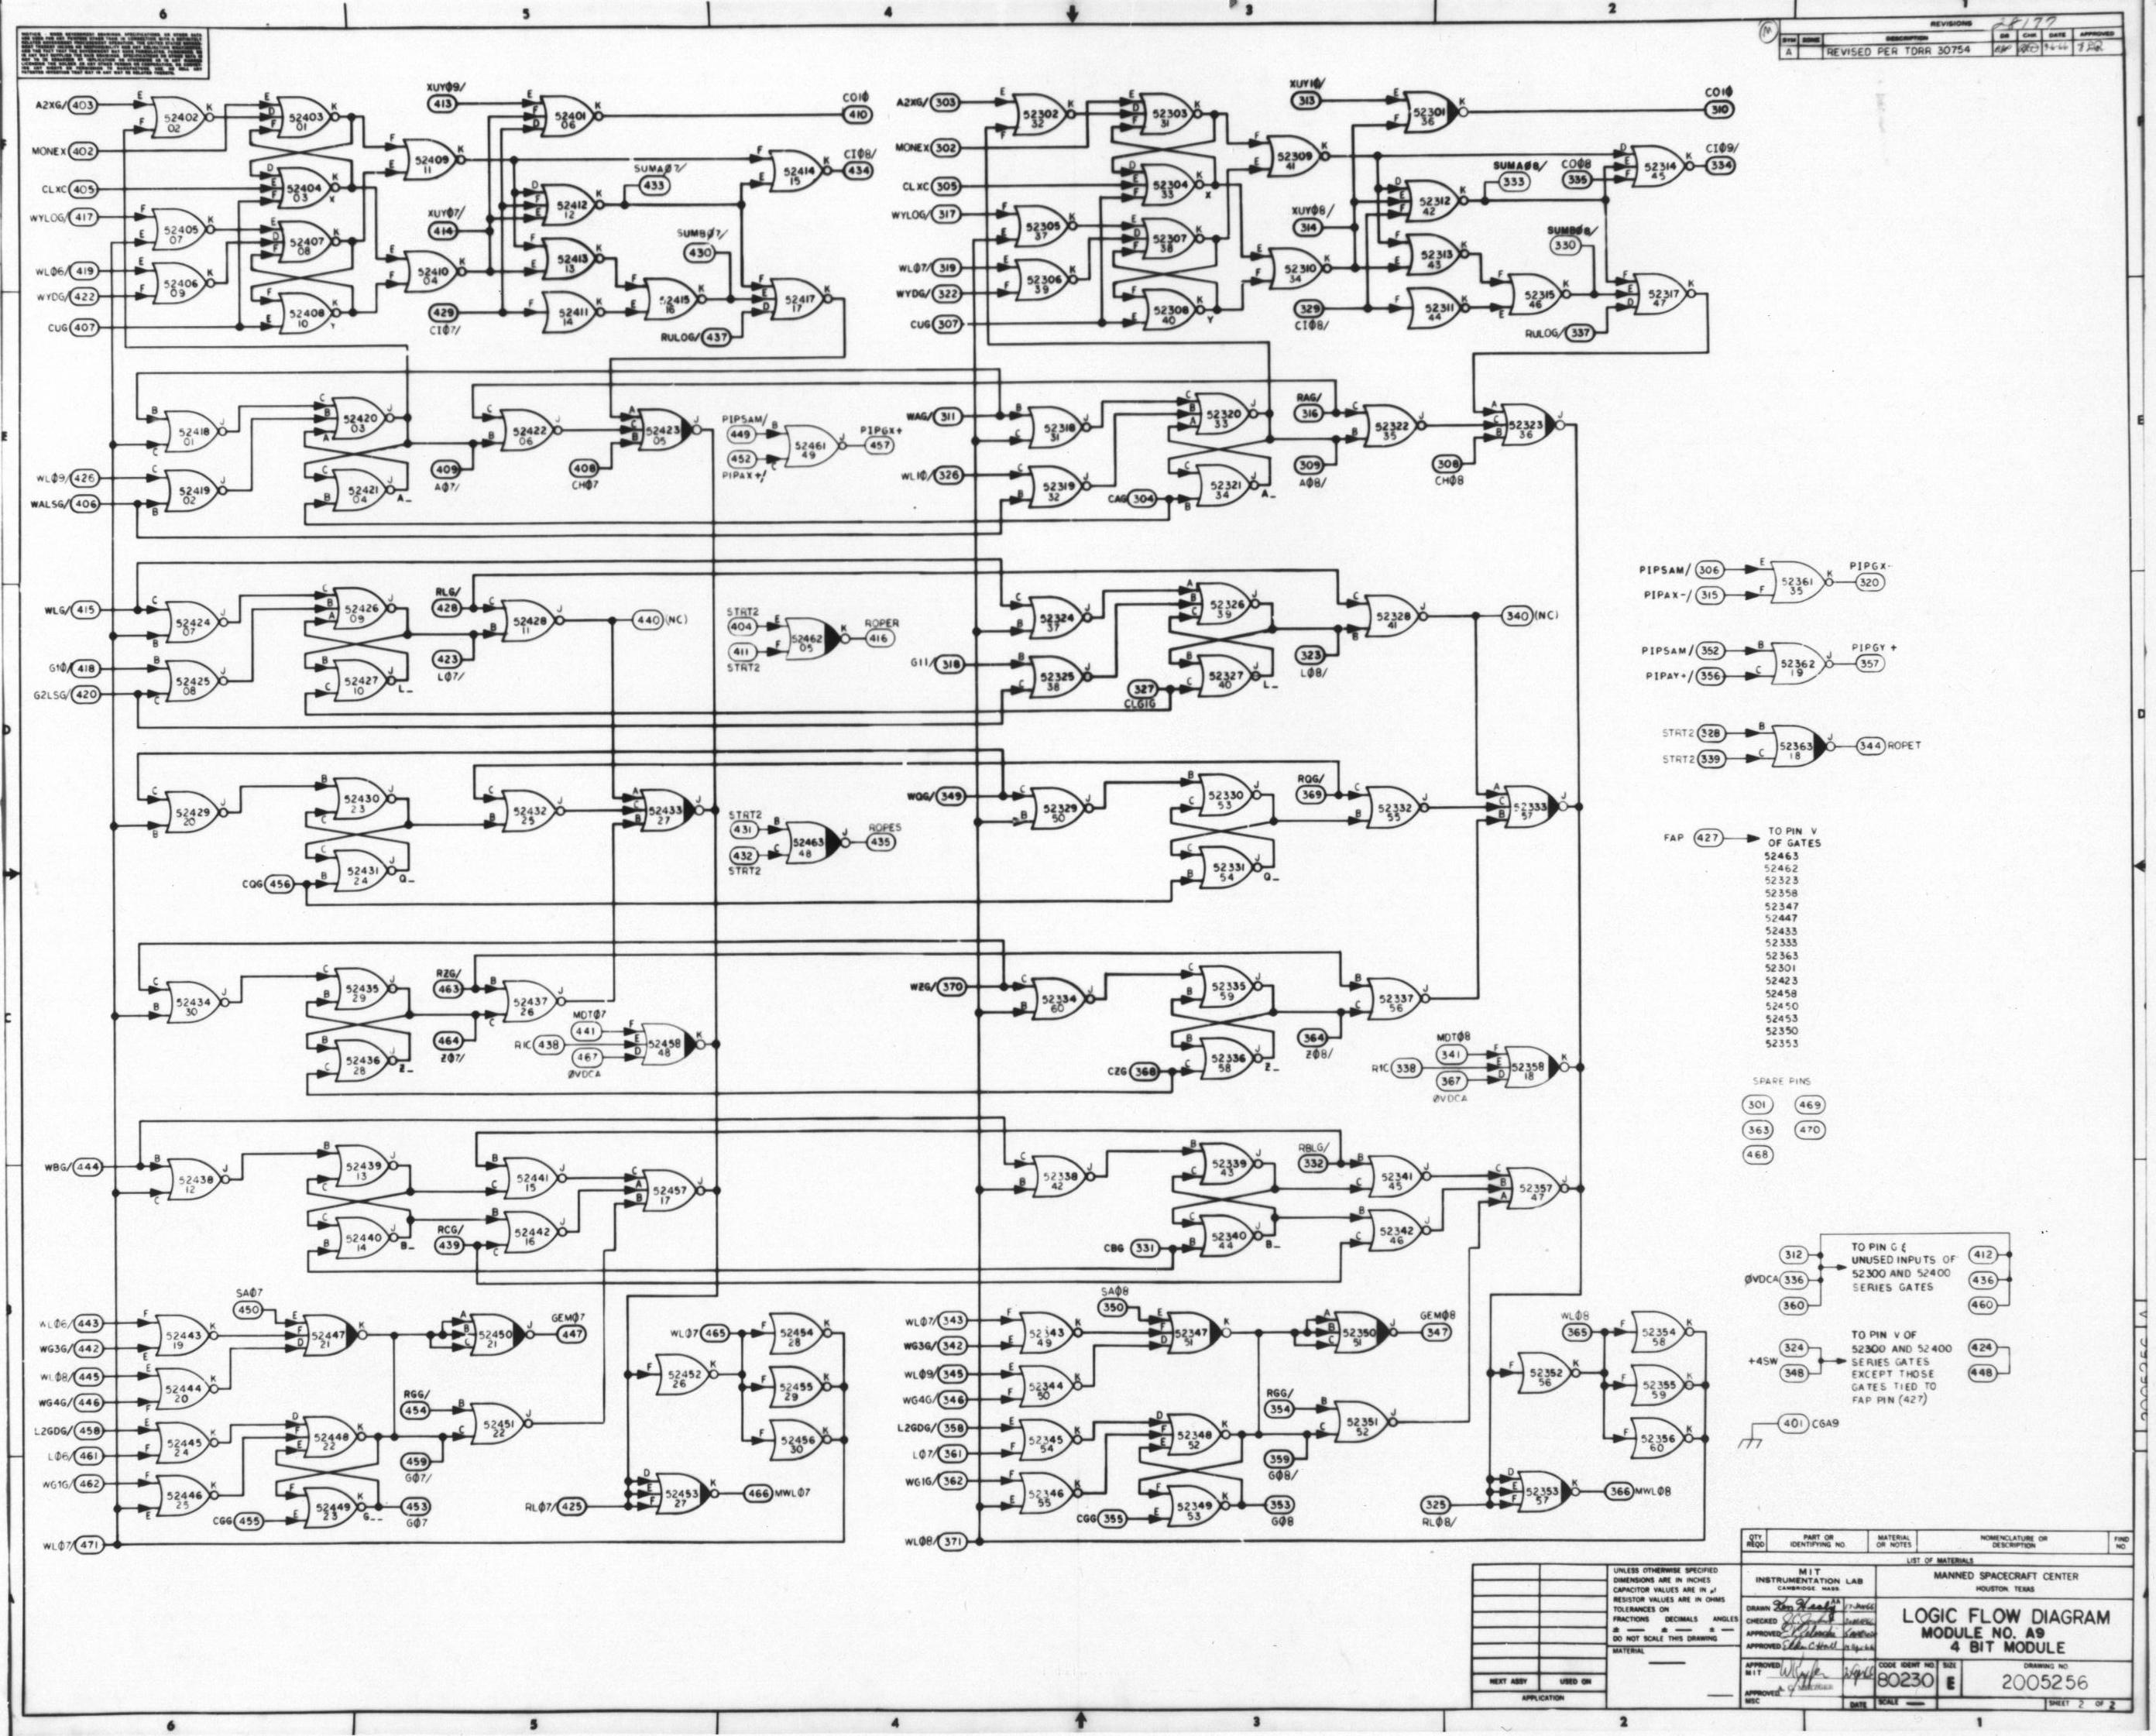 6 5 4 3 2 1
REVISIONS 28177
SYM ZONE DESCRIPTION DR CHK DATE APPROVED
A REVISED PER TDRR 30754
A2XG/ 403
MONEX 402
CLXC 405
WYLOG/ 417
WL06/ 419
WYDG/ 422
CUG 407
52402 02
52403 01
52404 03 X
52405 07
52407 08
52406 09
52408 10 Y
52409 11
52410 04
XUY09/ 413
XUY07/ 414
429 CI07/
52401 06
52412 12
52413 13
52411 14
52415 16
SUMA07/ 433
SUMB07/ 430
RULOG/ 437
52414 15
52417 17
CO10 410
CI08/ 434
A2XG/ 303
MONEX 302
CLXC 305
WYLOG/ 317
WL07/ 319
WYDG/ 322
CUG 307
52302 32
52303 31
52304 33 X
52305 37
52307 38
52306 39
52308 40 Y
52309 41
52310 34
XUY10/ 313
XUY08/ 314
329 CI08/
52301 36
52312 42
52313 43
52311 44
52315 46
SUMA08/ 333
CO08 335
SUMB08/ 330
RULOG/ 337
52314 45
52317 47
CO10 310
CI09/ 334
WL09/ 426
WALSG/ 406
52418 01
52419 02
52420 03
52421 04 A_
409 A07/
52422 06
408 CH07
52423 05
PIPSAM/ 449
452 PIPAX+/
52461 49
PIPGX+ 457
WAG/ 311
WL10/ 326
52318 31
52319 32
CAG 304
52320 33
52321 34 A_
RAG/ 316
309 A08/
52322 35
308 CH08
52323 36
WLG/ 415
G10/ 418
G2LSG/ 420
52424 07
52425 08
52426 09
52427 10 L_
RLG/ 428
423 L07/
52428 11
440 (NC)
STRT2 404
411 STRT2
52462 05
ROPER 416
G11/ 318
52324 37
52325 38
327 CLG1G
52326 39
52327 40 L_
323 L08/
52328 41
340 (NC)
PIPSAM/ 306
PIPAX-/ 315
52361 35
PIPGX- 320
PIPSAM/ 352
PIPAY+/ 356
52362 19
PIPGY + 357
STRT2 328
STRT2 339
52363 18
344 ROPET
52429 20
52430 23
52431 24 Q_
CQG 456
52432 25
52433 27
STRT2 431
432 STRT2
52463 48
ROPES 435
WQG/ 349
52329 50
52330 53
52331 54 Q_
RQG/ 369
52332 55
52333 57
FAP 427
TO PIN V
OF GATES
52463
52462
52323
52358
52347
52447
52433
52333
52363
52301
52423
52458
52450
52453
52350
52353
52434 30
52435 29
52436 28 Z_
RZG/ 463
464 Z07/
52437 26
MDT07 441
R1C 438
467 0VDCA
52458 48
WZG/ 370
CZG 368
52334 60
52335 59
52336 58 Z_
364 Z08/
52337 56
MDT08 341
R1C 338
367 0VDCA
52358 18
SPARE PINS
301 469
363 470
468
WBG/ 444
52438 12
52439 13
52440 14 B_
RCG/ 439
52441 15
52442 16
52457 17
52338 42
CBG 331
52339 43
52340 44 B_
RBLG/ 332
52341 45
52342 46
52357 47
312 412
0VDCA 336 436
360 460
TO PIN G &
UNUSED INPUTS OF
52300 AND 52400
SERIES GATES
324 424
+4SW
348 448
TO PIN V OF
52300 AND 52400
SERIES GATES
EXCEPT THOSE
GATES TIED TO
FAP PIN (427)
401 CGA9
WL06/ 443
WG3G/ 442
WL08/ 445
WG4G/ 446
L2GDG/ 458
L06/ 461
WG1G/ 462
WL07/ 471
CGG 455
SA07 450
52443 19
52444 20
52445 24
52446 25
52447 21
52448 22
52449 23 G_
RGG/ 454
459 G07/
453 G07
52450 21
GEM07 447
52451 22
WL07 465
52452 26
52454 28
52455 29
52456 30
RL07/ 425
52453 27
466 MWL07
WL07/ 343
WG3G/ 342
WL09/ 345
WG4G/ 346
L2GDG/ 358
L07/ 361
WG1G/ 362
WL08/ 371
CGG 355
SA08 350
52343 49
52344 50
52345 54
52346 55
52347 51
52348 52
52349 53
RGG/ 354
359 G08/
353 G08
52350 51
GEM08 347
52351 52
WL08 365
52352 56
52354 58
52355 59
52356 60
325 RL08/
52353 57
366 MWL08
QTY REQD PART OR IDENTIFYING NO. MATERIAL OR NOTES NOMENCLATURE OR DESCRIPTION FIND NO.
LIST OF MATERIALS
UNLESS OTHERWISE SPECIFIED
DIMENSIONS ARE IN INCHES
CAPACITOR VALUES ARE IN µf
RESISTOR VALUES ARE IN OHMS
TOLERANCES ON
FRACTIONS DECIMALS ANGLES
± ± ±
DO NOT SCALE THIS DRAWING
MATERIAL
NEXT ASSY USED ON
APPLICATION
MIT
INSTRUMENTATION LAB
CAMBRIDGE, MASS.
DRAWN
CHECKED
APPROVED
APPROVED
APPROVED MIT
APPROVED MSC
DATE
MANNED SPACECRAFT CENTER
HOUSTON, TEXAS
LOGIC FLOW DIAGRAM
MODULE NO. A9
4 BIT MODULE
CODE IDENT NO. 80230
SIZE E
DRAWING NO. 2005256
SCALE
SHEET 2 OF 2
6 5 4 3 2 1